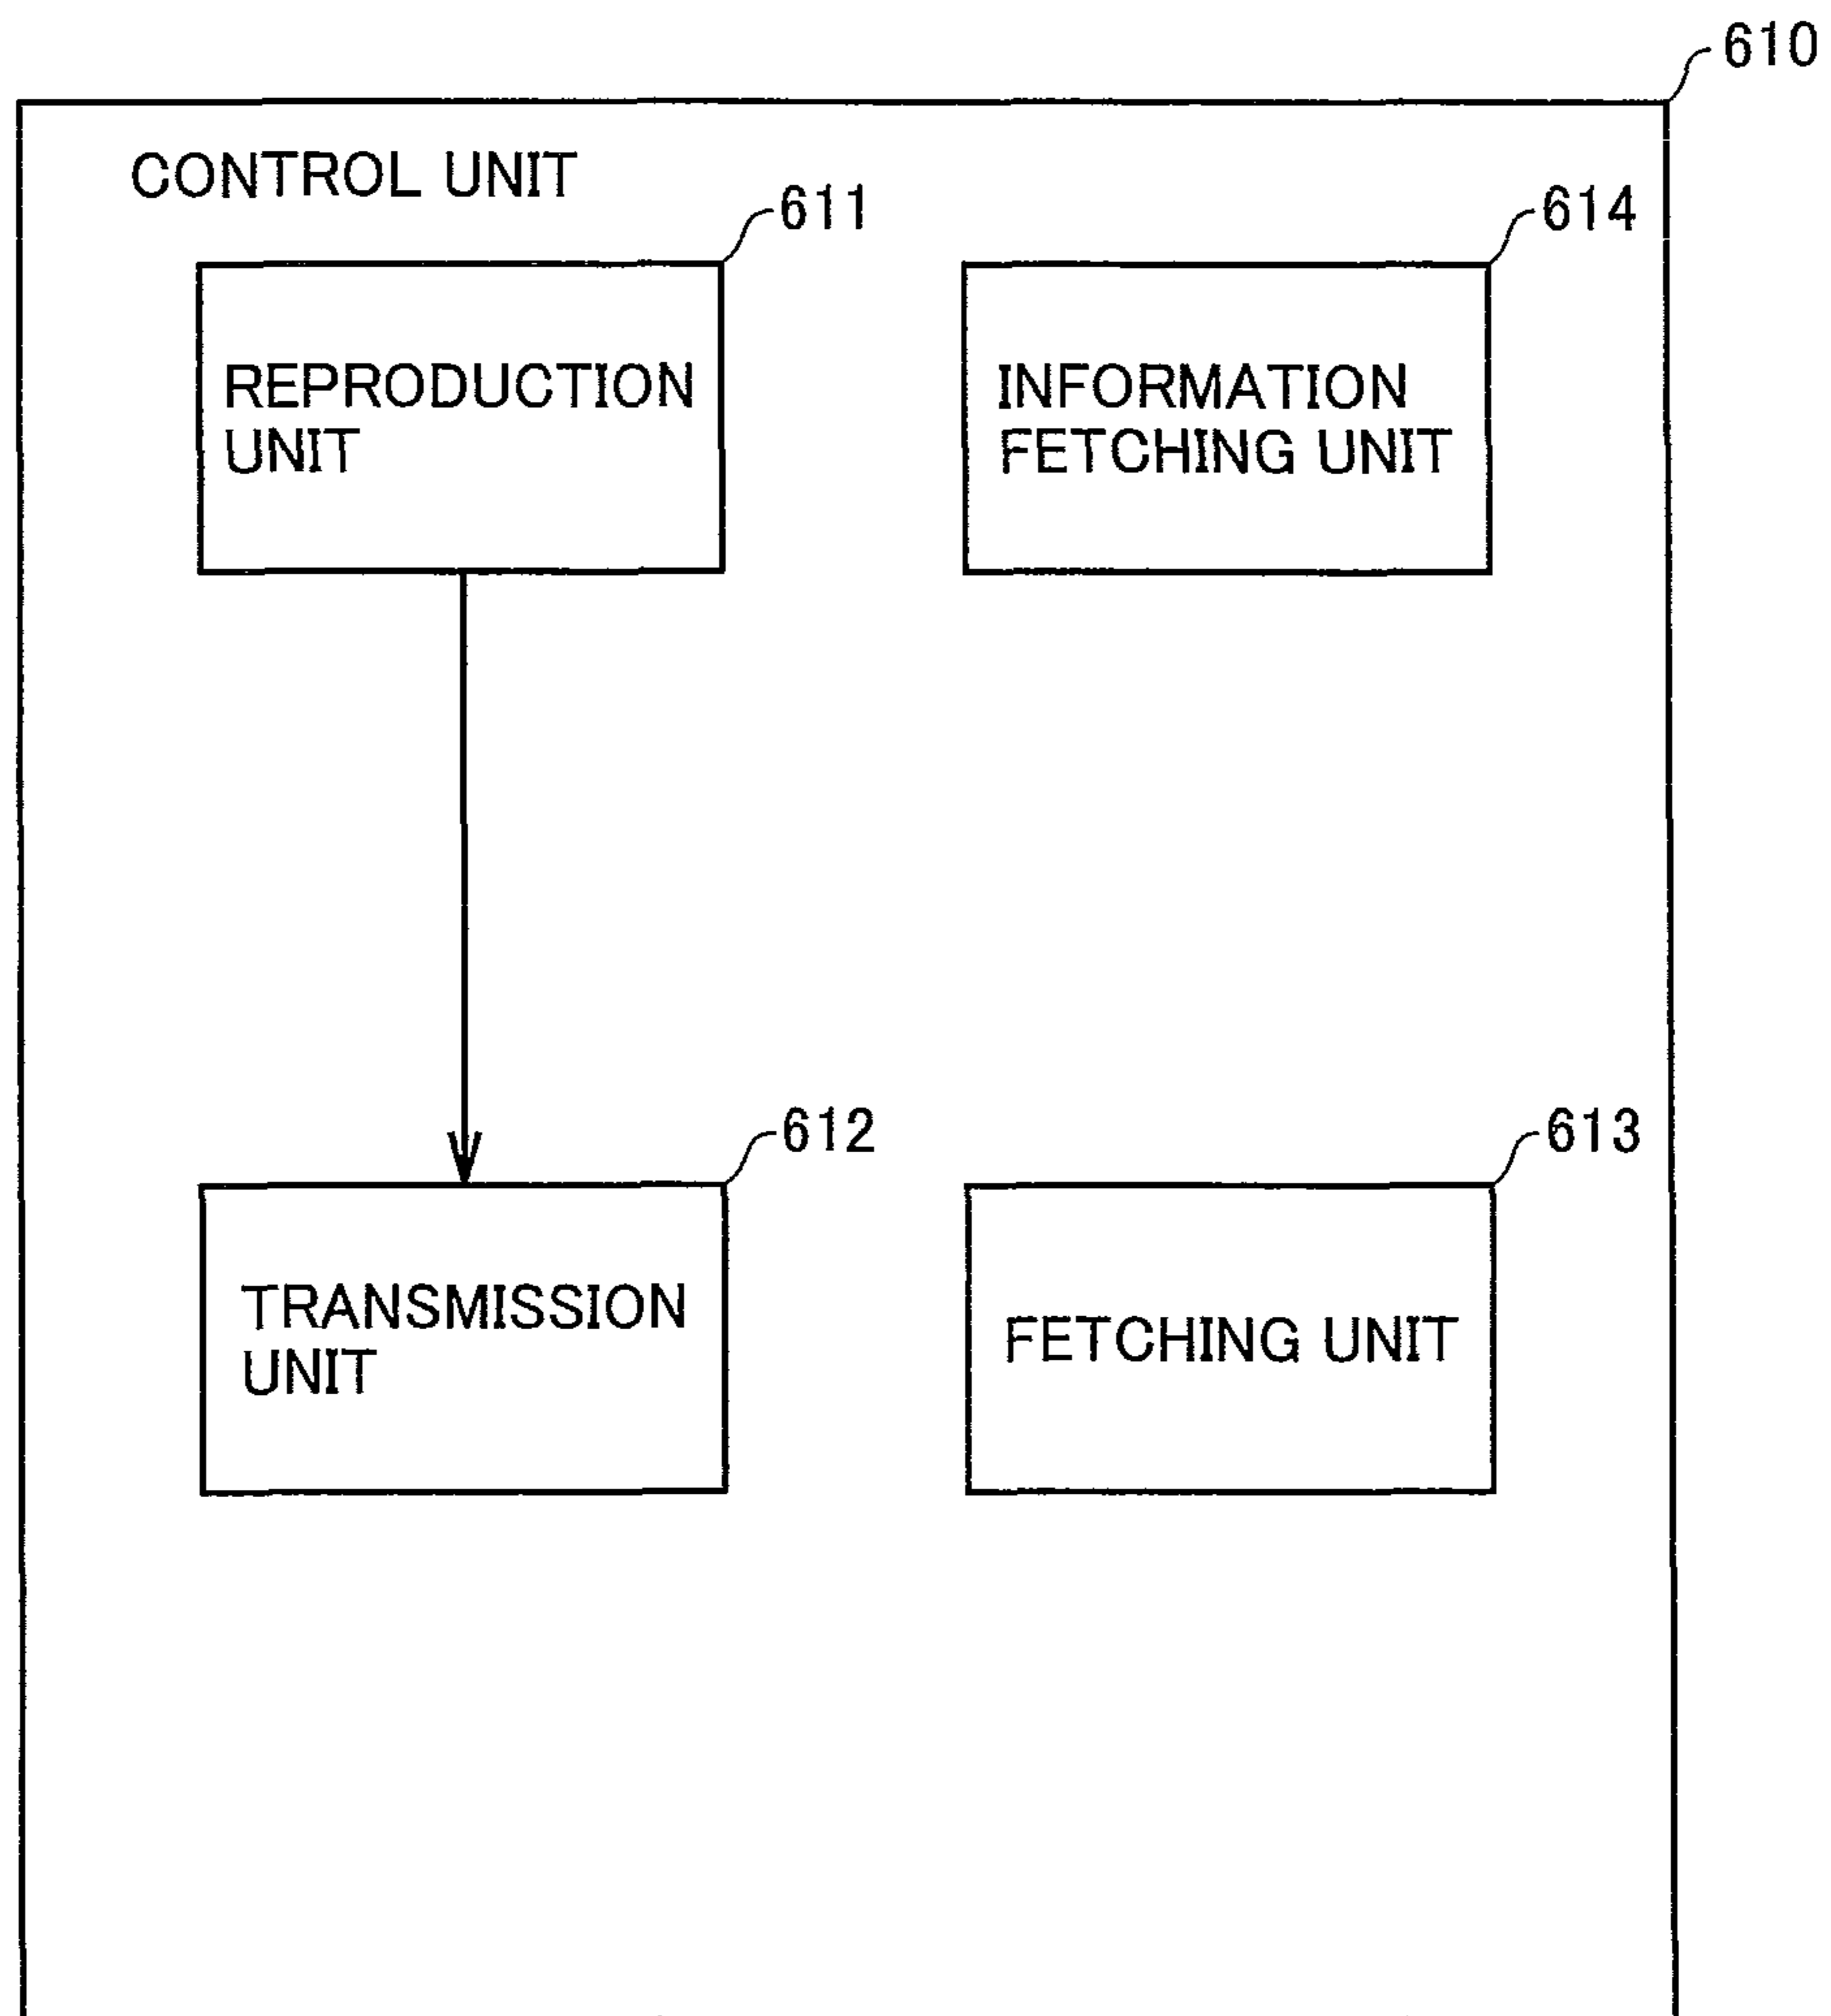 610
CONTROL UNIT
611
614
REPRODUCTION
UNIT
INFORMATION
FETCHING UNIT
612
613
TRANSMISSION
UNIT
FETCHING UNIT